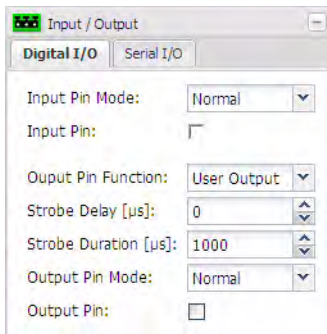 Input / Output
Digital I/O Serial I/O
Input Pin Mode: Normal
Input Pin:
Ouput Pin Function: User Output
Strobe Delay [µs]: 0
Strobe Duration [µs]: 1000
Output Pin Mode: Normal
Output Pin: